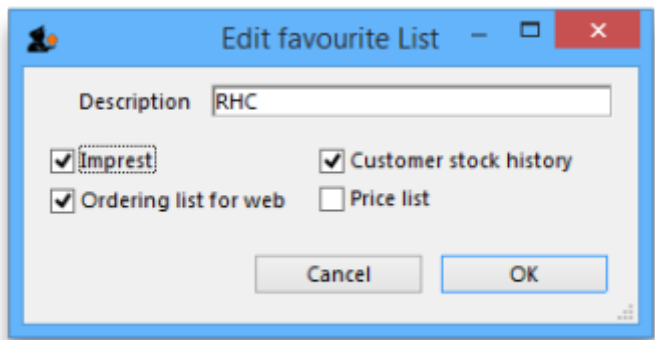 Edit favourite List
Description RHC
Imprest Customer stock history
Ordering list for web Price list
Cancel OK